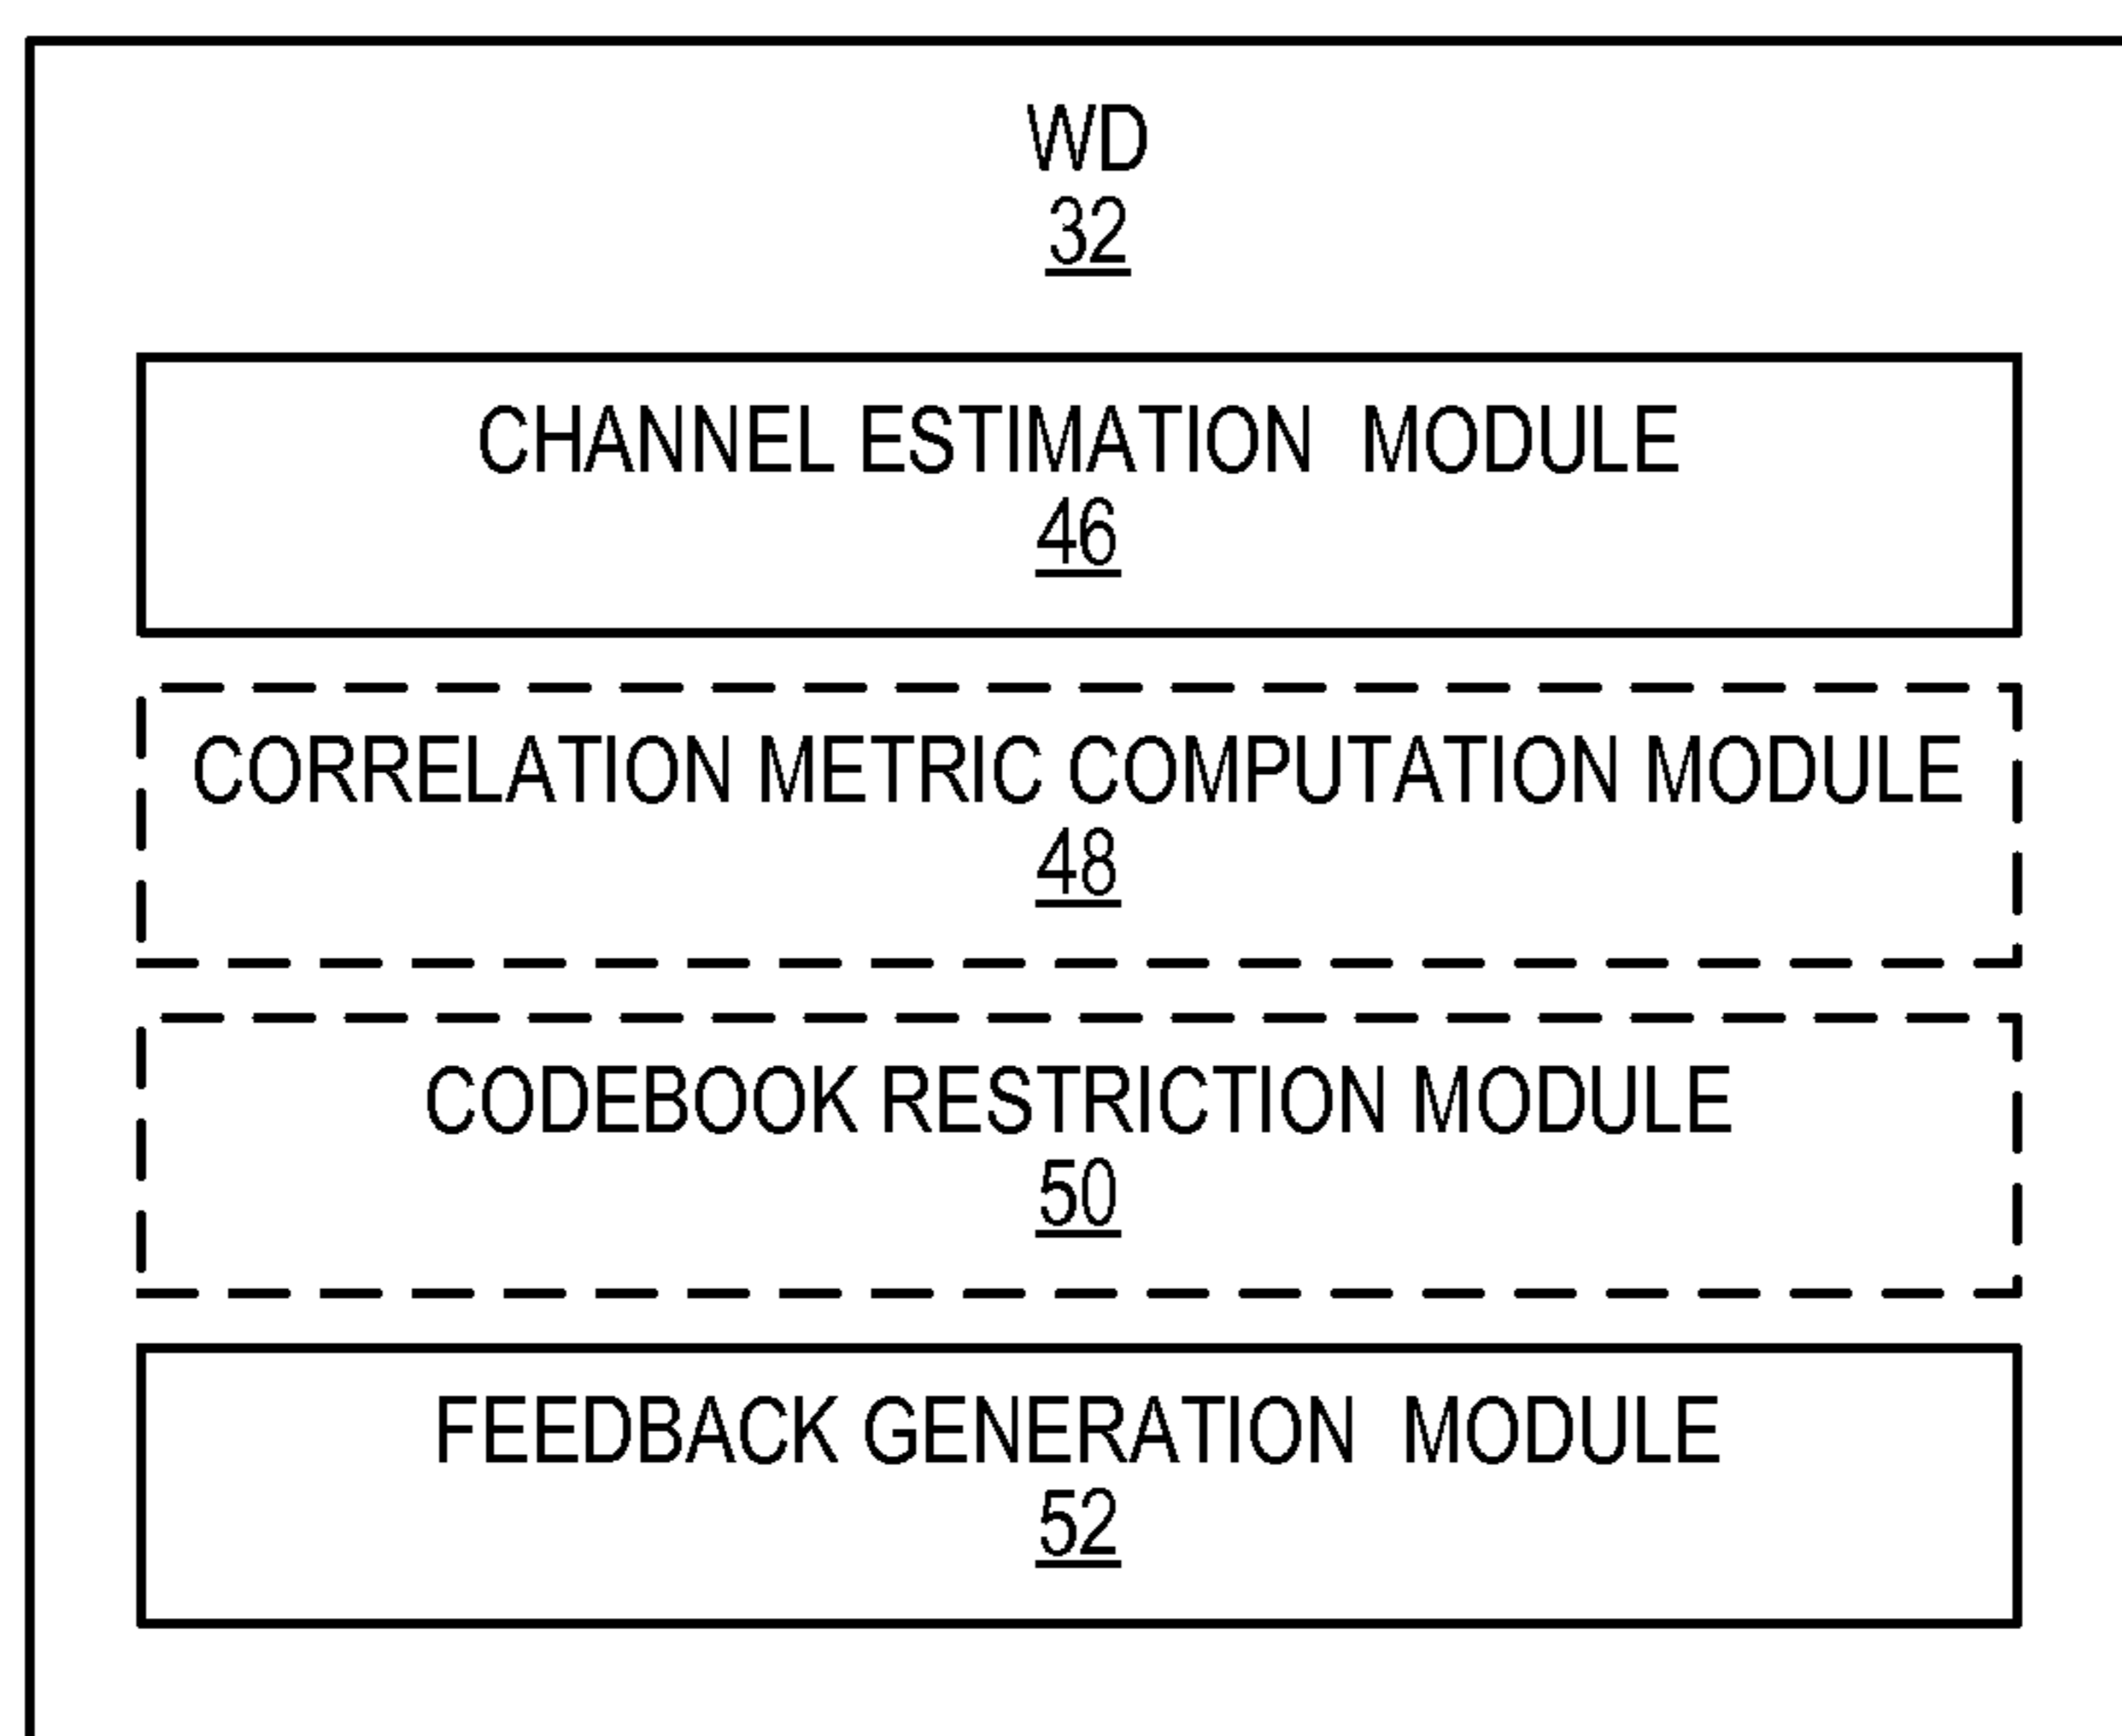 WD
32
CHANNEL ESTIMATION MODULE
46
CORRELATION METRIC COMPUTATION MODULE
48
CODEBOOK RESTRICTION MODULE
50
FEEDBACK GENERATION MODULE
52